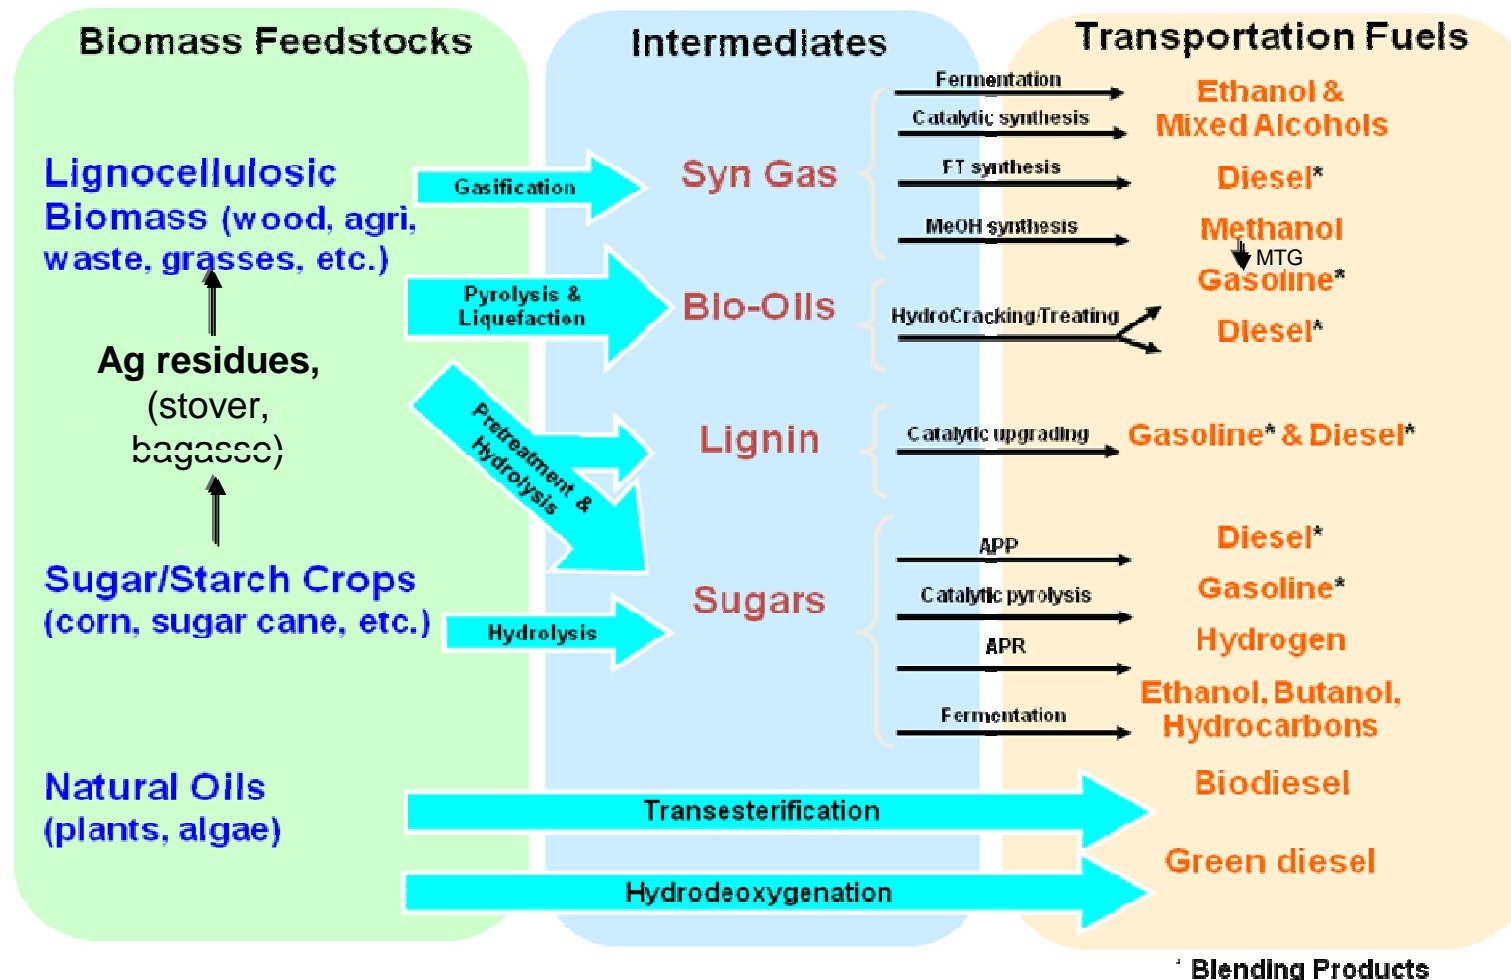 Biomass Feedstocks
Intermediates
Transportation Fuels
Lignocellulosic
Biomass (wood, agri,
waste, grasses, etc.)
Ag residues,
(stover,
bagasse)
Sugar/Starch Crops
(corn, sugar cane, etc.)
Natural Oils
(plants, algae)
Gasification
Pyrolysis &
Liquefaction
Pretreatment &
Hydrolysis
Hydrolysis
Transesterification
Hydrodeoxygenation
Syn Gas
Bio-Oils
Lignin
Sugars
Fermentation
Catalytic synthesis
FT synthesis
MeOH synthesis
HydroCracking/Treating
Catalytic upgrading
APP
Catalytic pyrolysis
APR
Fermentation
Ethanol &
Mixed Alcohols
Diesel*
Methanol
MTG
Gasoline*
Diesel*
Gasoline* & Diesel*
Diesel*
Gasoline*
Hydrogen
Ethanol, Butanol,
Hydrocarbons
Biodiesel
Green diesel
* Blending Products